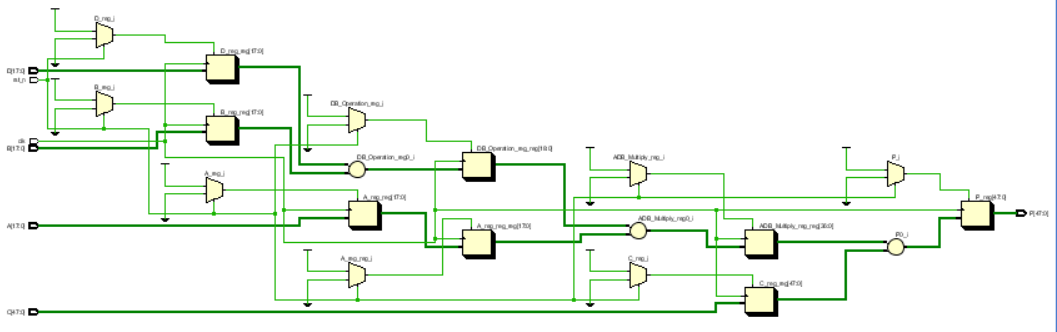 D_reg_i
D_reg_reg[17:0]
D[17:0]
rst_n
B_reg_i
B_reg_reg[17:0]
DB_Operation_reg_i
clk
B[17:0]
DB_Operation_reg0_i
DB_Operation_reg_reg[18:0]
ADB_Multiply_reg_i
P_i
A_reg_i
A_reg_reg[17:0]
P_reg[47:0]
P[47:0]
A[17:0]
A_reg_reg_reg[17:0]
ADB_Multiply_reg0_i
ADB_Multiply_reg_reg[36:0]
P0_i
A_reg_reg_i
C_reg_i
C_reg_reg[47:0]
C[47:0]